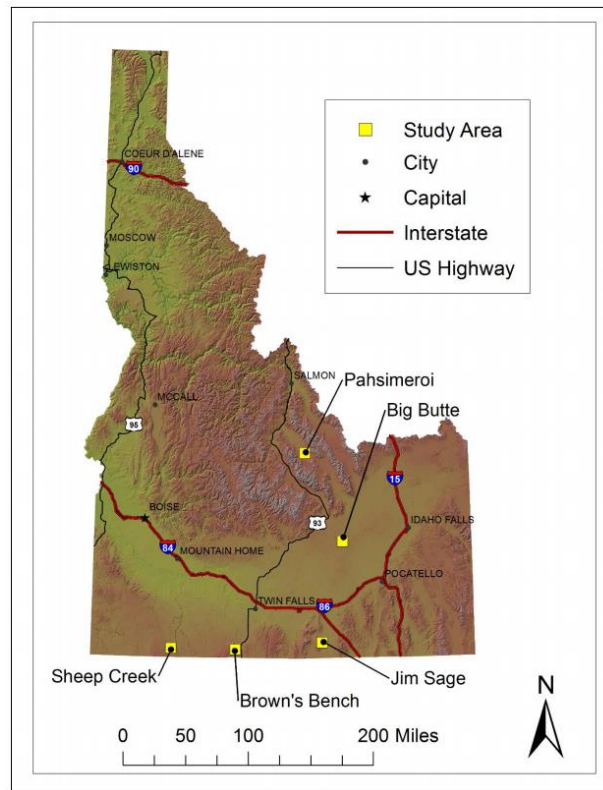 Study Area
City
Capital
Interstate
US Highway
COEUR D'ALENE
90
MOSCOW
LEWISTON
SALMON
Pahsimeroi
Big Butte
MCCALL
95
15
BOISE
93
IDAHO FALLS
84
MOUNTAIN HOME
POCATELLO
TWIN FALLS
86
Sheep Creek
Brown's Bench
Jim Sage
N
0 50 100 200 Miles